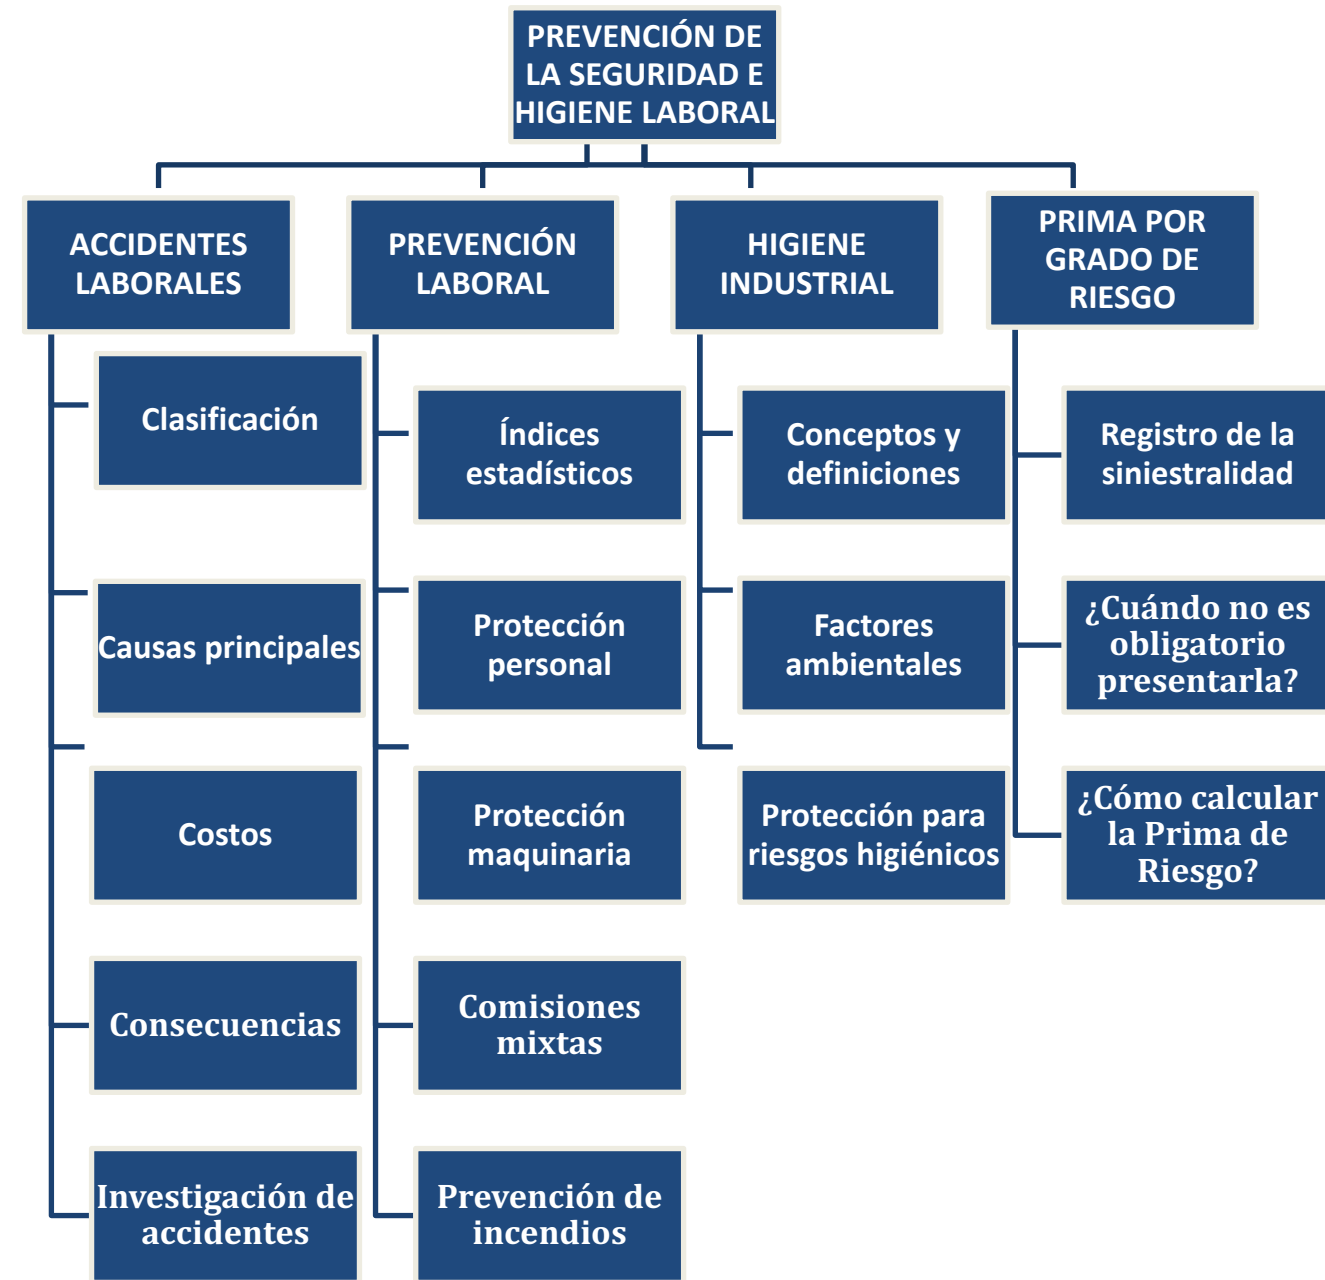 PREVENCIÓN DE
LA SEGURIDAD E
HIGIENE LABORAL
ACCIDENTES
LABORALES
Clasificación
Causas principales
Costos
Consecuencias
Investigación de
accidentes
PREVENCIÓN
LABORAL
Índices
estadísticos
Protección
personal
Protección
maquinaria
Comisiones
mixtas
Prevención de
incendios
HIGIENE
INDUSTRIAL
Conceptos y
definiciones
Factores
ambientales
Protección para
riesgos higiénicos
PRIMA POR
GRADO DE
RIESGO
Registro de la
siniestralidad
¿Cuándo no es
obligatorio
presentarla?
¿Cómo calcular
la Prima de
Riesgo?